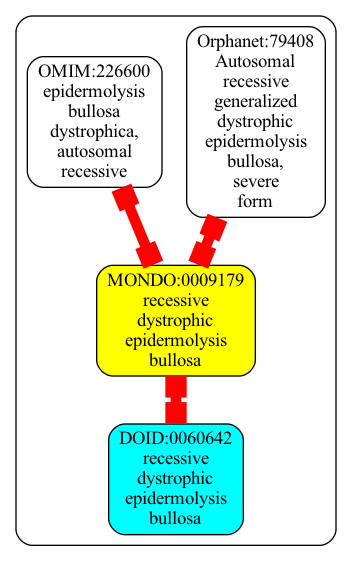 OMIM:226600
epidermolysis
bullosa
dystrophica,
autosomal
recessive
Orphanet:79408
Autosomal
recessive
generalized
dystrophic
epidermolysis
bullosa,
severe
form
MONDO:0009179
recessive
dystrophic
epidermolysis
bullosa
DOID:0060642
recessive
dystrophic
epidermolysis
bullosa